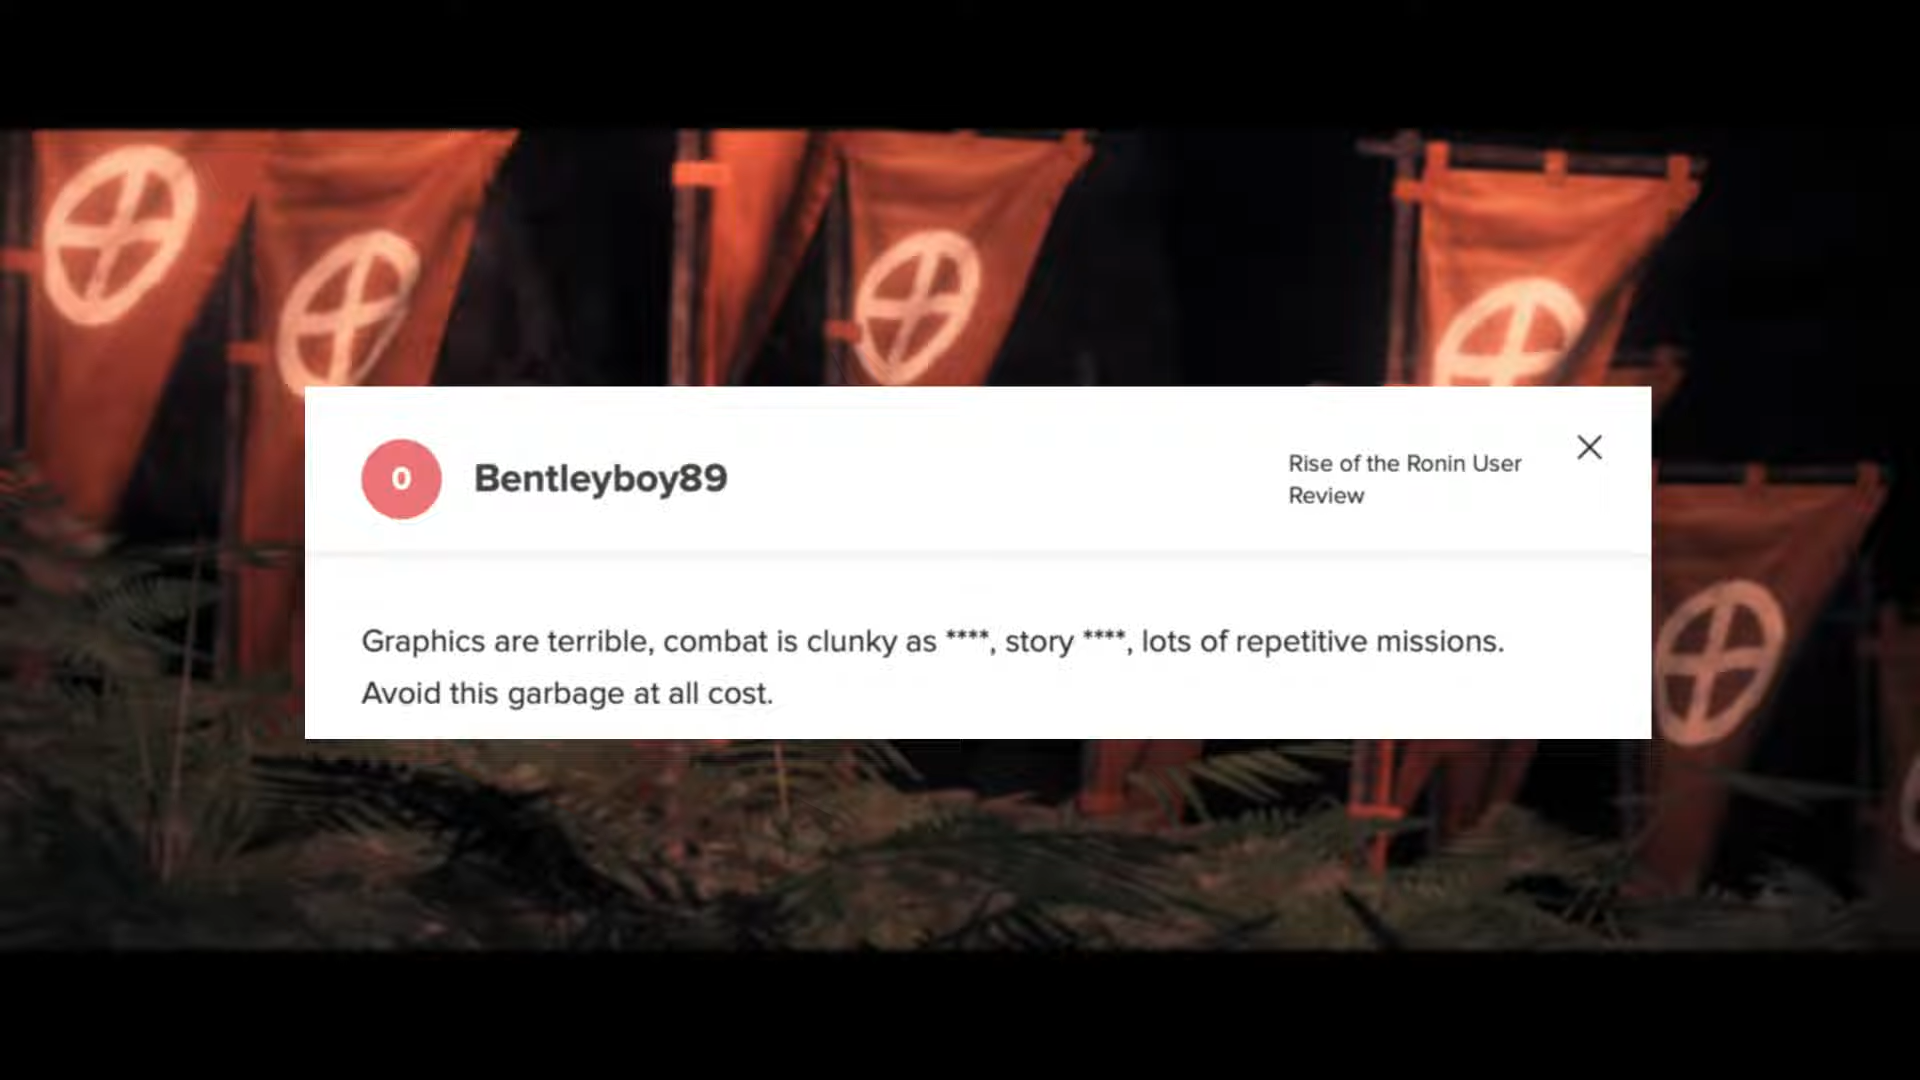 0
Bentleyboy89
Rise of the Ronin User
Review
Graphics are terrible, combat is clunky as ****, story ****, lots of repetitive missions.
Avoid this garbage at all cost.